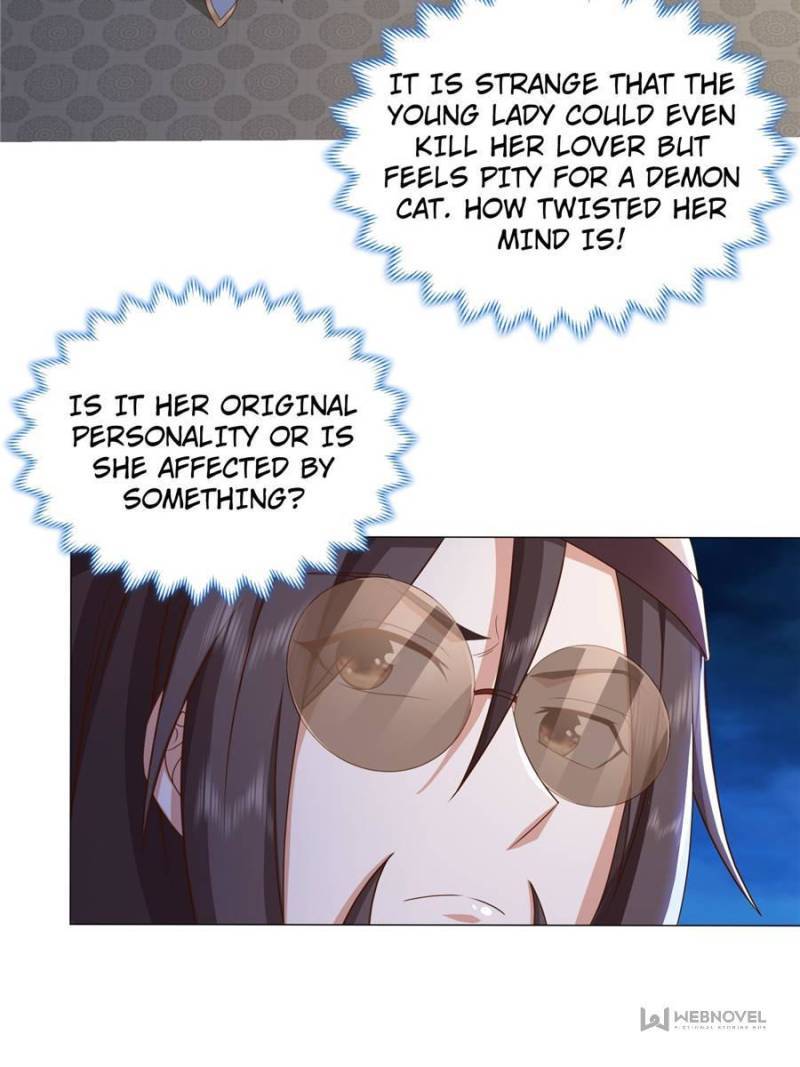 IT IS STRANGE THAT THE
YOUNG LADY COULD EVEN
KILL HER LOVER BUT
FEELS PITY FOR A DEMON
CAT. HOW TWISTED HER
MIND IS!
IS IT HER ORIGINAL
PERSONALITY OR IS
SHE AFFECTED BY
SOMETHING?
WEBNOVEL